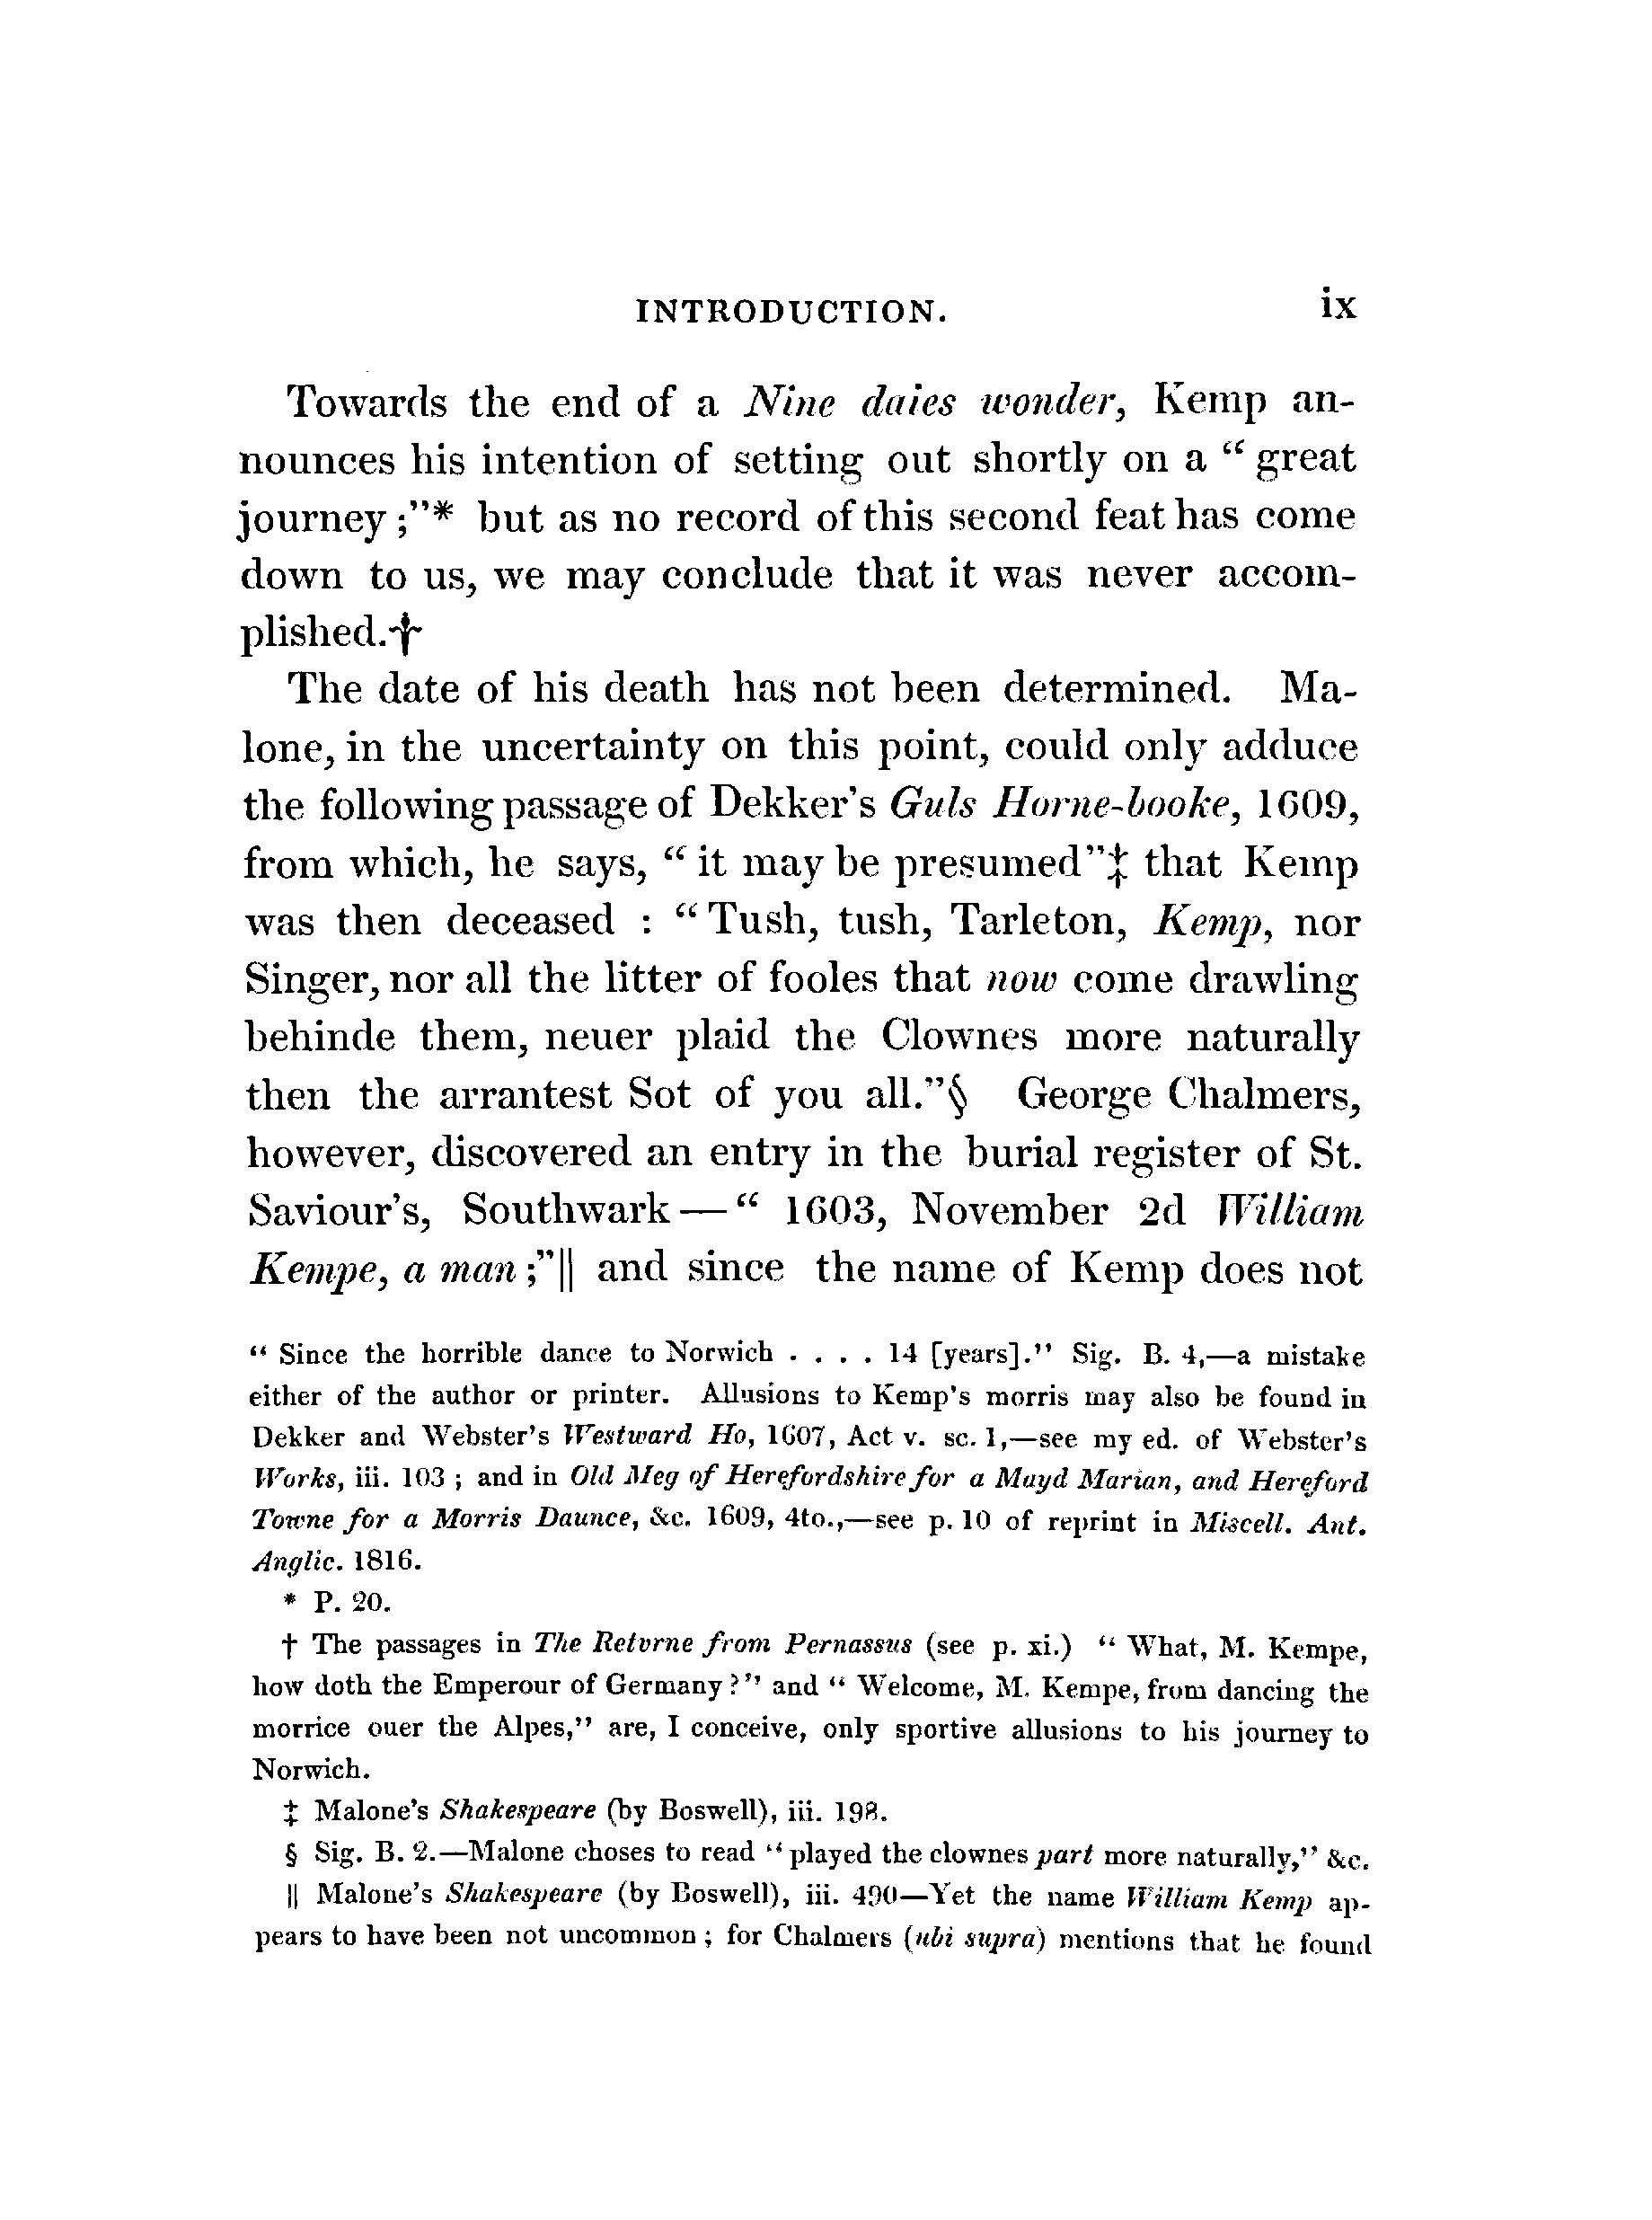 INTRODUCTION. ix
Towards the end of a Nine daies wonder, Kemp an-
nounces his intention of setting out shortly on a “ great
journey ;”* but as no record of this second feat has come
down to us, we may conclude that it was never accom-
plished.†
The date of his death has not been determined. Ma-
lone, in the uncertainty on this point, could only adduce
the following passage of Dekker’s Guls Horne-booke, 1609,
from which, he says, “ it may be presumed”‡ that Kemp
was then deceased : “ Tush, tush, Tarleton, Kemp, nor
Singer, nor all the litter of fooles that now come drawling
behinde them, neuer plaid the Clownes more naturally
then the arrantest Sot of you all.”§ George Chalmers,
however, discovered an entry in the burial register of St.
Saviour’s, Southwark — “ 1603, November 2d William
Kempe, a man ;”|| and since the name of Kemp does not
“ Since the horrible dance to Norwich . . . . 14 [years].” Sig. B. 4,—a mistake
either of the author or printer. Allusions to Kemp’s morris may also be found in
Dekker and Webster’s Westward Ho, 1607, Act v. sc. 1,—see my ed. of Webster’s
Works, iii. 103 ; and in Old Meg of Herefordshire for a Mayd Marian, and Hereford
Towne for a Morris Daunce, &c. 1609, 4to.,—see p. 10 of reprint in Miscell. Ant.
Anglic. 1816.
* P. 20.
† The passages in The Retvrne from Pernassus (see p. xi.) “ What, M. Kempe,
how doth the Emperour of Germany ?” and “ Welcome, M. Kempe, from dancing the
morrice ouer the Alpes,” are, I conceive, only sportive allusions to his journey to
Norwich.
‡ Malone’s Shakespeare (by Boswell), iii. 198.
§ Sig. B. 2.—Malone choses to read “ played the clownes part more naturally,” &c.
|| Malone’s Shakespeare (by Boswell), iii. 490—Yet the name William Kemp ap-
pears to have been not uncommon ; for Chalmers (ubi supra) mentions that he found